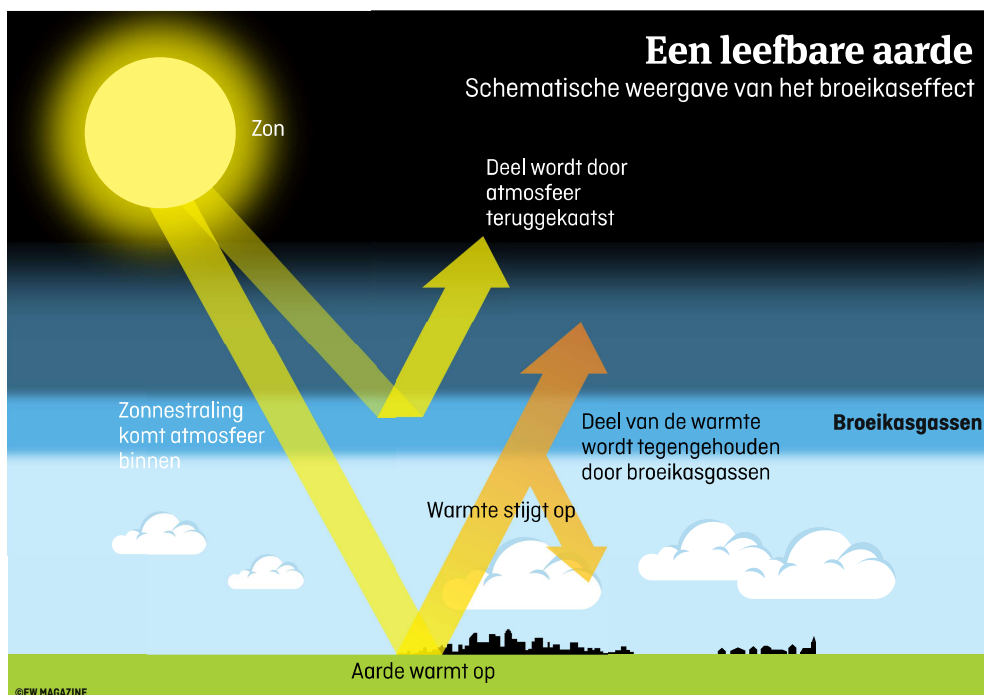 Een leefbare aarde
Schematische weergave van het broeikaseffect
Zon
Deel wordt door
atmosfeer
teruggekaatst
Zonnestraling
komt atmosfeer
binnen
Deel van de warmte
wordt tegengehouden
door broeikasgassen
Broeikasgassen
Warmte stijgt op
Aarde warmt op
©EW MAGAZINE